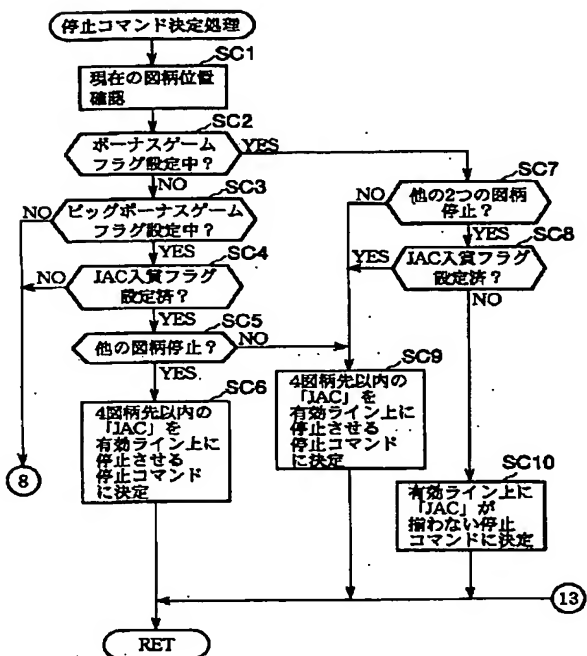 停止コマンド決定処理
SC1
現在の図柄位置
確認
SC2
ボーナスゲーム
フラグ設定中?
YES
NO
SC3
NO
ビッグボーナスゲーム
フラグ設定中?
YES
SC4
NO
JAC入賞フラグ
設定済?
YES
SC5
他の図柄停止?
NO
YES
SC6
4図柄先以内の
「JAC」を
有効ライン上に
停止させる
停止コマンド
に決定
8
SC7
NO
他の2つの図柄
停止?
YES
SC8
YES
JAC入賞フラグ
設定済?
NO
SC9
4図柄先以内の
「JAC」を
有効ライン上に
停止させる
停止コマンド
に決定
SC10
有効ライン上に
「JAC」が
揃わない停止
コマンドに決定
13
RET